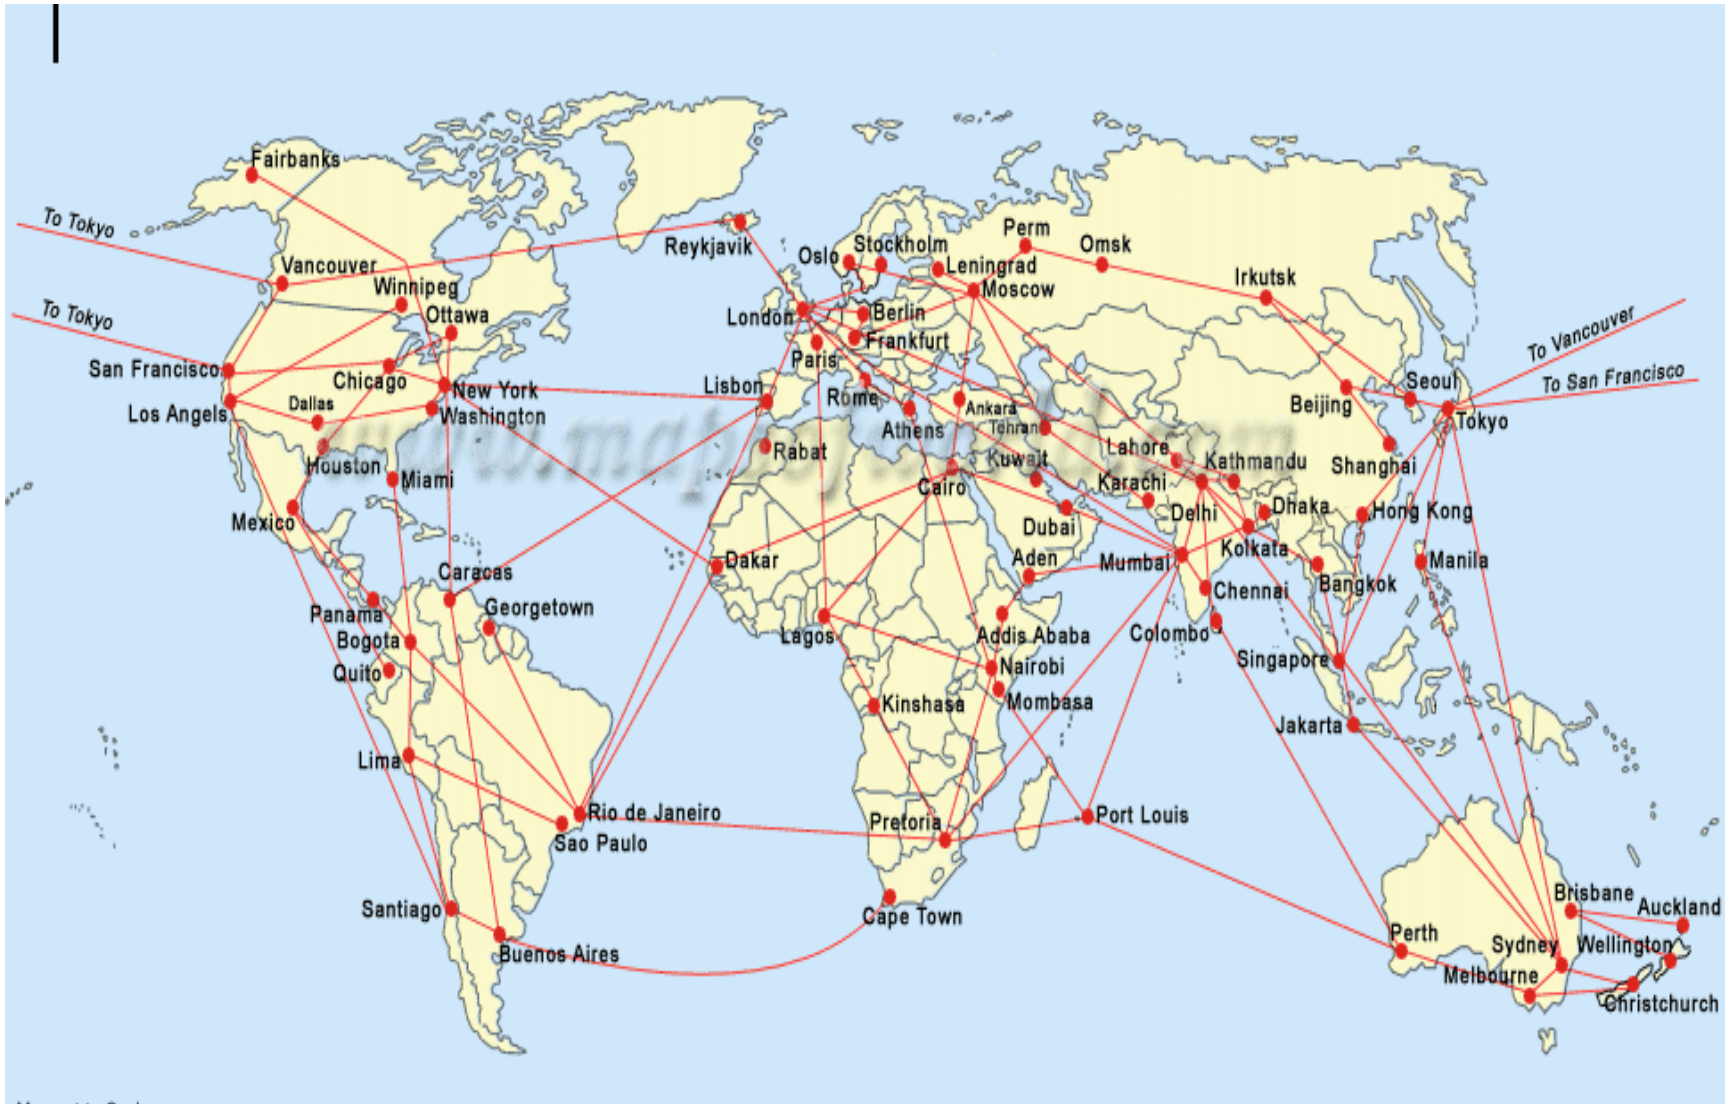 Fairbanks
To Tokyo
Reykjavik
Oslo
Stockholm
Perm
Omsk
Leningrad
Irkutsk
Vancouver
Winnipeg
Moscow
To Tokyo
Ottawa
London
Berlin
To Vancouver
Frankfurt
Paris
San Francisco
Chicago
New York
Lisbon
Rome
Seoul
To San Francisco
Los Angels
Dallas
Washington
Ankara
Beijing
Tokyo
Athens
Tehran
www.mapsofworld.com
Rabat
Lahore
Kathmandu
Shanghai
Houston
Miami
Kuwait
Cairo
Karachi
Mexico
Dubai
Delhi
Dhaka
Hong Kong
Dakar
Aden
Mumbai
Kolkata
Manila
Caracas
Bangkok
Chennai
Panama
Georgetown
Lagos
Addis Ababa
Colombo
Bogota
Quito
Nairobi
Singapore
Kinshasa
Mombasa
Jakarta
Lima
Rio de Janeiro
Pretoria
Port Louis
Sao Paulo
Santiago
Cape Town
Brisbane
Auckland
Buenos Aires
Perth
Sydney
Wellington
Melbourne
Christchurch